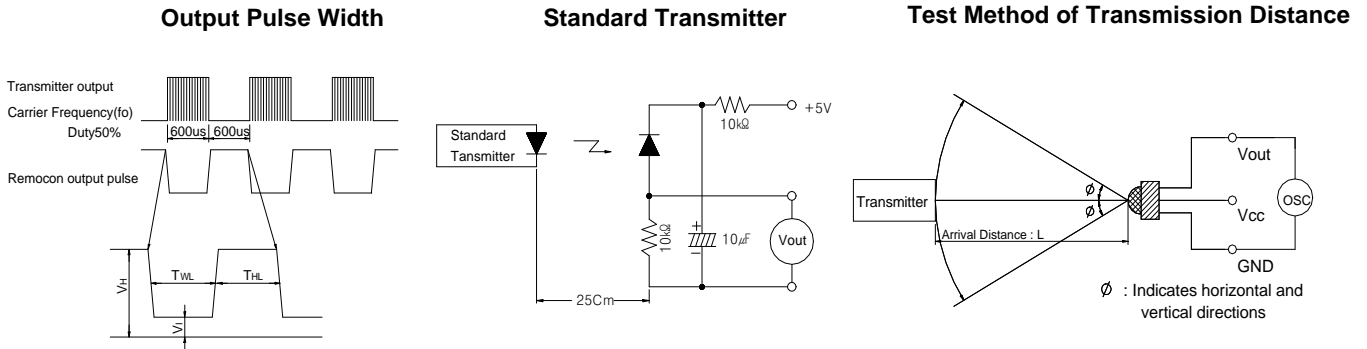 Output Pulse Width
Transmitter output
Carrier Frequency(fo)
Duty50%
600us 600us
Remocon output pulse
VH
TWL
THL
Vl
Standard Transmitter
Standard
Tansmitter
10kΩ
+5V
10kΩ
10μF
Vout
25Cm
Test Method of Transmission Distance
Transmitter
ϕ
ϕ
Arrival Distance : L
Vout
Vcc
OSC
GND
ϕ : Indicates horizontal and
vertical directions